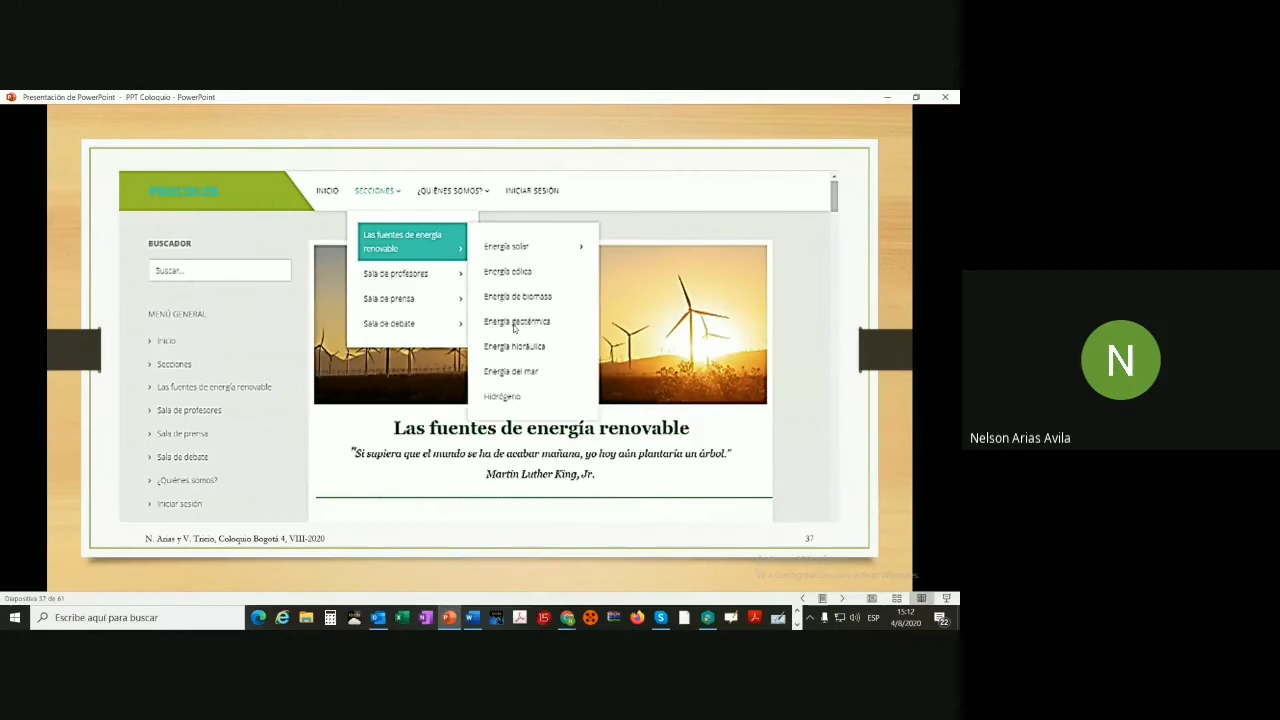 Presentación de PowerPoint - PPT Coloquio - PowerPoint
INICIO SECCIONES ¿QUIÉNES SOMOS? INICIAR SESIÓN
BUSCADOR
Buscar...
MENÚ GENERAL
Inicio
Secciones
Las fuentes de energía renovable
Sala de profesores
Sala de prensa
Sala de debate
¿Quiénes somos?
Iniciar sesión
Las fuentes de energía
renovable
Sala de profesores
Sala de prensa
Sala de debate
Energía solar
Energía eólica
Energía de biomasa
Energía geotérmica
Energía hidráulica
Energía del mar
Hidrógeno
Las fuentes de energía renovable
"Si supiera que el mundo se ha de acabar mañana, yo hoy aún plantaría un árbol."
Martin Luther King, Jr.
N. Arias y V. Tricio, Coloquio Bogotá 4, VIII-2020
37
Diapositiva 37 de 61
Escribe aquí para buscar
ESP
15:12
4/8/2020
22
N
Nelson Arias Avila